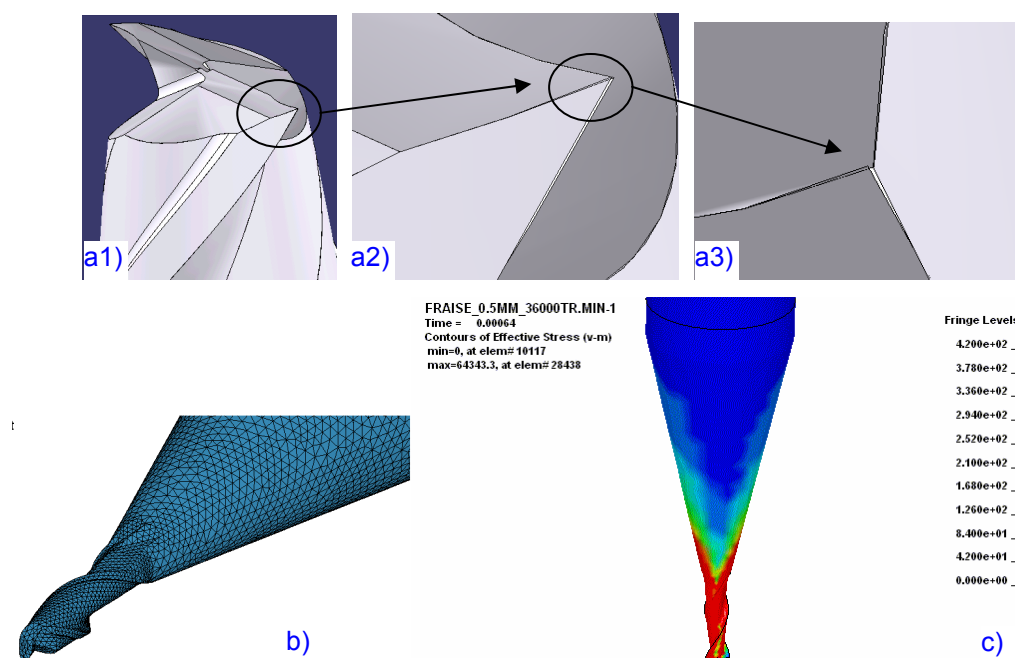 a1)
a2)
a3)
FRAISE_0.5MM_36000TR.MIN-1
Time = 0.00064
Contours of Effective Stress (v-m)
min=0, at elem# 10117
max=64343.3, at elem# 28438
Fringe Levels
4.200e+02 _
3.780e+02 _
3.360e+02 _
2.940e+02 _
2.520e+02 _
2.100e+02 _
1.680e+02 _
1.260e+02 _
8.400e+01 _
4.200e+01 _
0.000e+00 _
t
b)
c)